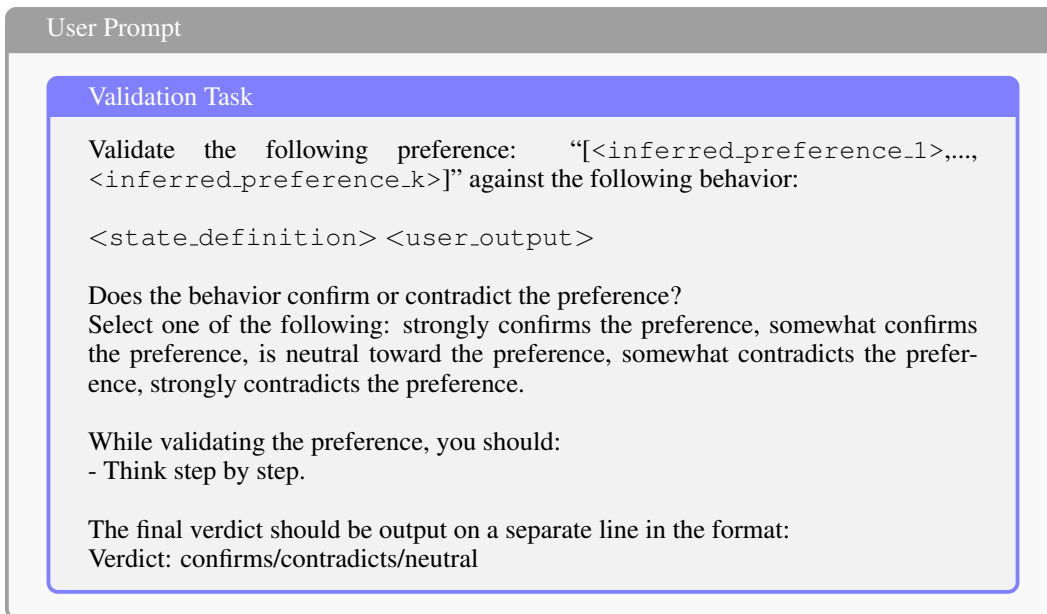 User Prompt
Validation Task
Validate the following preference: “[<inferred_preference_1>,...,
<inferred_preference_k>]” against the following behavior:
<state_definition> <user_output>
Does the behavior confirm or contradict the preference?
Select one of the following: strongly confirms the preference, somewhat confirms
the preference, is neutral toward the preference, somewhat contradicts the prefer-
ence, strongly contradicts the preference.
While validating the preference, you should:
- Think step by step.
The final verdict should be output on a separate line in the format:
Verdict: confirms/contradicts/neutral